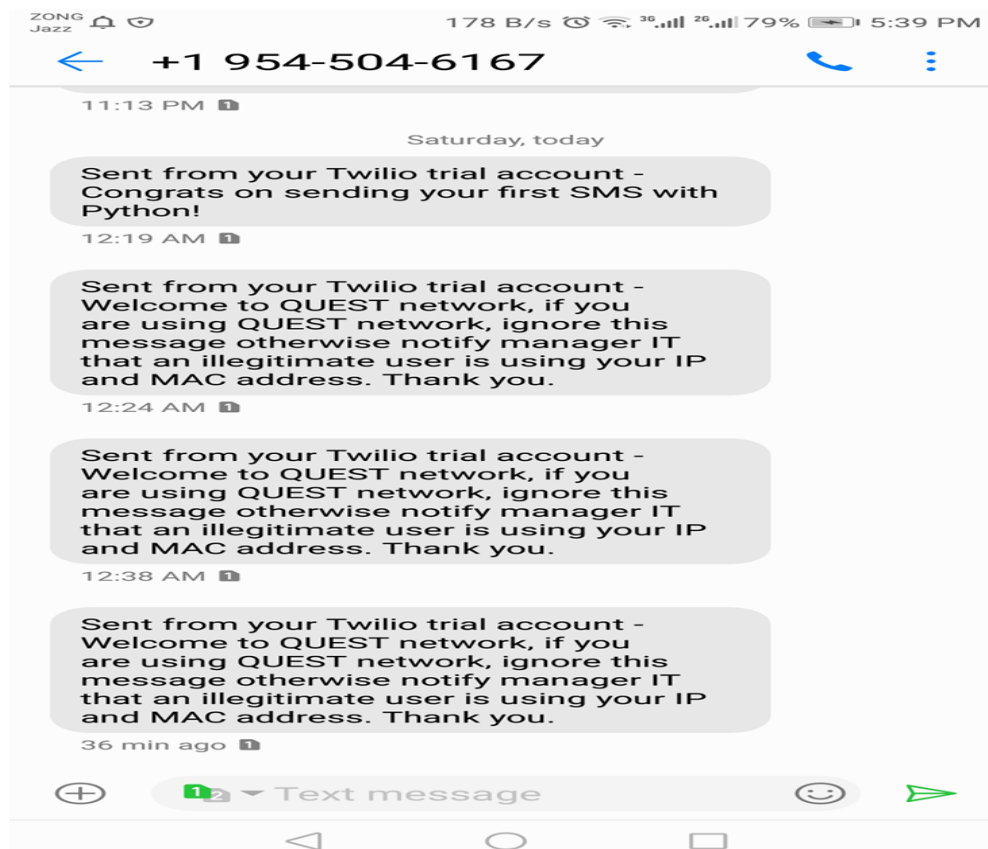 ZONG
Jazz
178 B/s 3G 2G 79% 5:39 PM
+1 954-504-6167
11:13 PM 1
Saturday, today
Sent from your Twilio trial account -
Congrats on sending your first SMS with
Python!
12:19 AM 1
Sent from your Twilio trial account -
Welcome to QUEST network, if you
are using QUEST network, ignore this
message otherwise notify manager IT
that an illegitimate user is using your IP
and MAC address. Thank you.
12:24 AM 1
Sent from your Twilio trial account -
Welcome to QUEST network, if you
are using QUEST network, ignore this
message otherwise notify manager IT
that an illegitimate user is using your IP
and MAC address. Thank you.
12:38 AM 1
Sent from your Twilio trial account -
Welcome to QUEST network, if you
are using QUEST network, ignore this
message otherwise notify manager IT
that an illegitimate user is using your IP
and MAC address. Thank you.
36 min ago 1
1 2 Text message